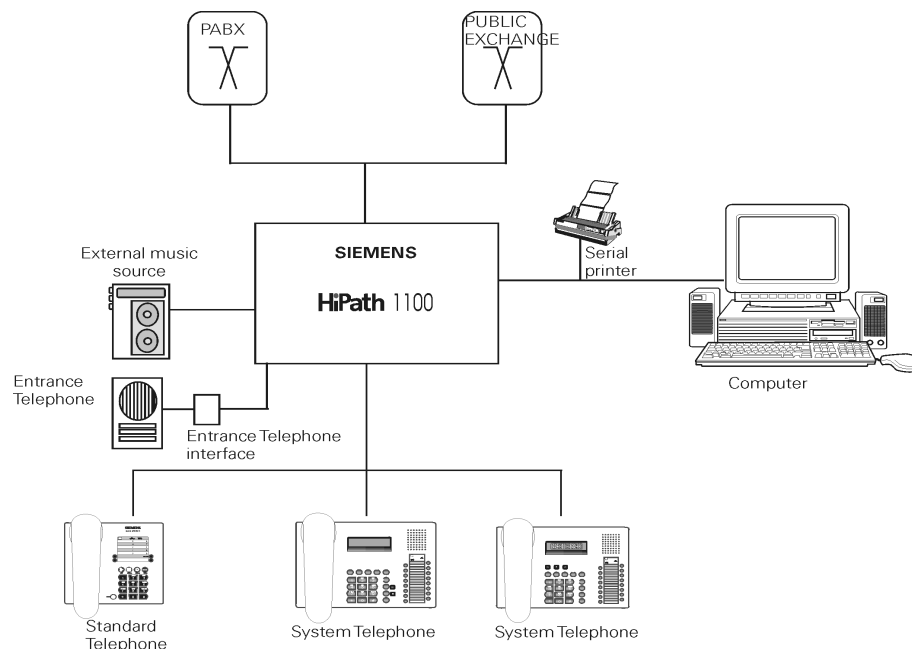 PABX
PUBLIC
EXCHANGE
SIEMENS
HiPath 1100
External music
source
Serial
printer
Entrance
Telephone
Entrance Telephone
interface
Computer
Standard
Telephone
System Telephone
System Telephone